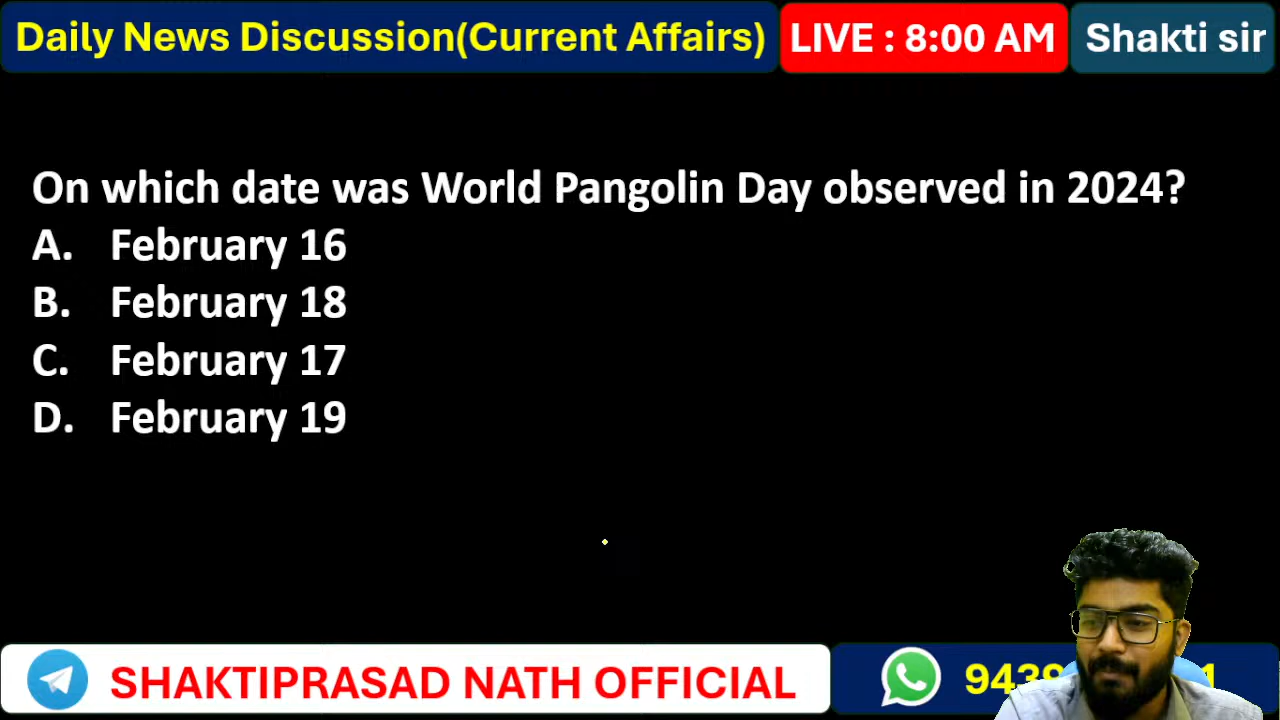 Daily News Discussion(Current Affairs) LIVE : 8:00 AM Shakti sir
On which date was World Pangolin Day observed in 2024?
A. February 16
B. February 18
C. February 17
D. February 19
SHAKTIPRASAD NATH OFFICIAL